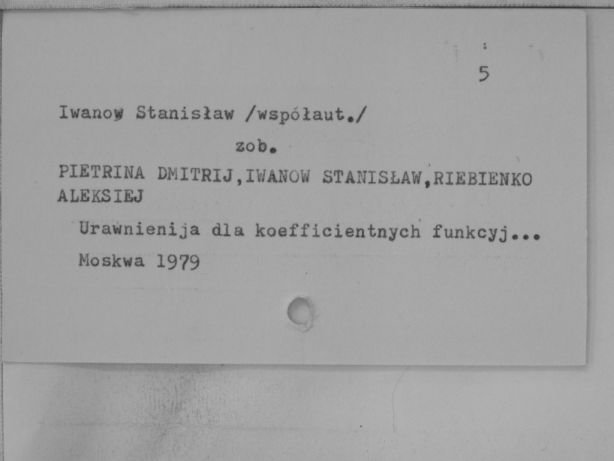 5
Iwanow Stanisław /współaut./
zob.
PIETRINA DMITRIJ,IWANOW STANISŁAW,RIEBIENKO
ALEKSIEJ
Urawnienija dla koefficientnych funkcyj...
Moskwa 1979